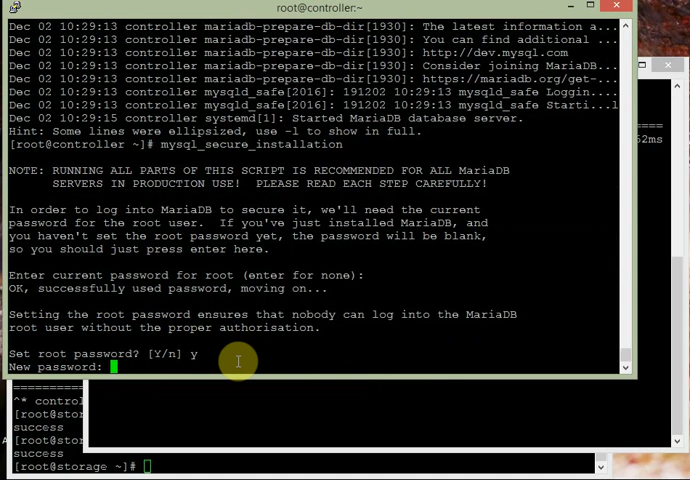 root@controller:~
Dec 02 10:29:13 controller mariadb-prepare-db-dir[1930]: The latest information a...
Dec 02 10:29:13 controller mariadb-prepare-db-dir[1930]: You can find additional ...
Dec 02 10:29:13 controller mariadb-prepare-db-dir[1930]: http://dev.mysql.com
Dec 02 10:29:13 controller mariadb-prepare-db-dir[1930]: Consider joining MariaDB...
Dec 02 10:29:13 controller mariadb-prepare-db-dir[1930]: https://mariadb.org/get-...
Dec 02 10:29:13 controller mysqld_safe[2016]: 191202 10:29:13 mysqld_safe Loggin...
Dec 02 10:29:13 controller mysqld_safe[2016]: 191202 10:29:13 mysqld_safe Starti...l
Dec 02 10:29:15 controller systemd[1]: Started MariaDB database server.
Hint: Some lines were ellipsized, use -l to show in full.
[root@controller ~]# mysql_secure_installation
NOTE: RUNNING ALL PARTS OF THIS SCRIPT IS RECOMMENDED FOR ALL MariaDB
SERVERS IN PRODUCTION USE!  PLEASE READ EACH STEP CAREFULLY!
In order to log into MariaDB to secure it, we'll need the current
password for the root user.  If you've just installed MariaDB, and
you haven't set the root password yet, the password will be blank,
so you should just press enter here.
Enter current password for root (enter for none):
OK, successfully used password, moving on...
Setting the root password ensures that nobody can log into the MariaDB
root user without the proper authorisation.
Set root password? [Y/n] y
New password:
====
52ms
===========
^* control
[root@stor
success
[root@stor
success
[root@storage ~]#